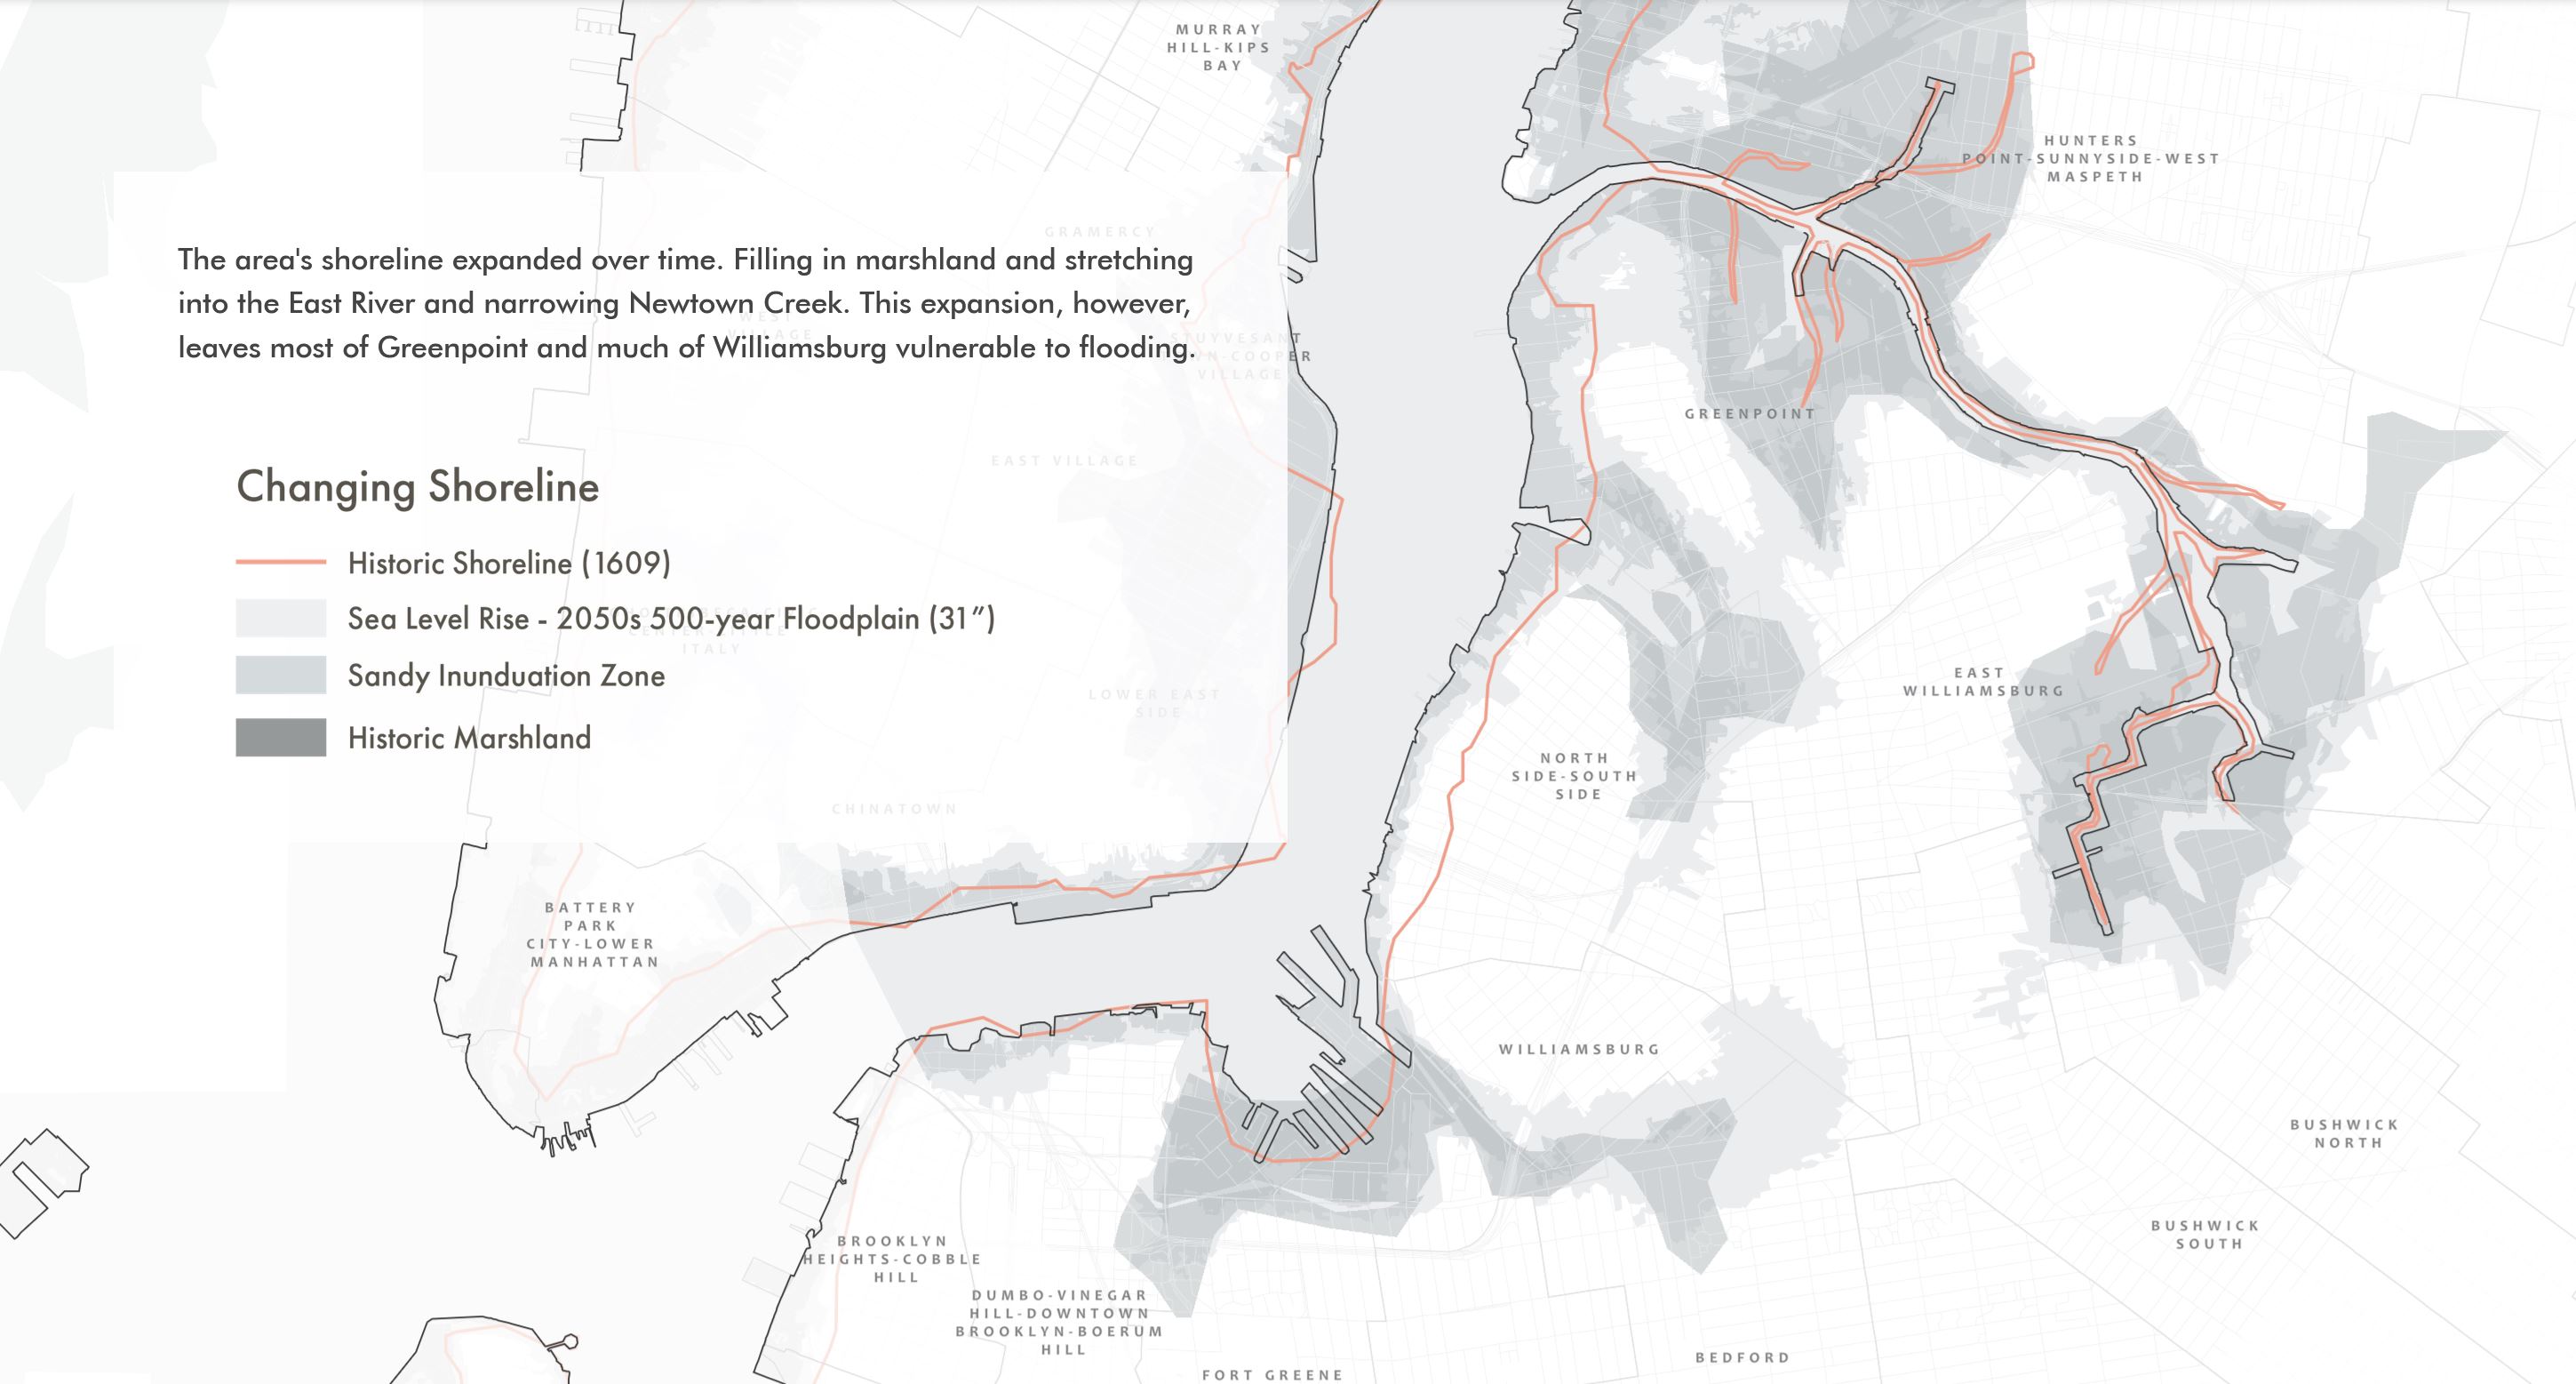 MURRAY
HILL-KIPS
BAY
HUNTERS
POINT-SUNNYSIDE-WEST
MASPETH
GRAMERCY
The area's shoreline expanded over time. Filling in marshland and stretching
into the East River and narrowing Newtown Creek. This expansion, however,
leaves most of Greenpoint and much of Williamsburg vulnerable to flooding.
WEST
VILLAGE
STUYVESANT
COOPER
VILLAGE
GREENPOINT
EAST VILLAGE
Changing Shoreline
Historic Shoreline (1609)
Sea Level Rise - 2050s 500-year Floodplain (31”)
ITALY
Sandy Inunduation Zone
Historic Marshland
LOWER EAST
SIDE
EAST
WILLIAMSBURG
NORTH
SIDE-SOUTH
SIDE
CHINATOWN
BATTERY
PARK
CITY-LOWER
MANHATTAN
WILLIAMSBURG
BUSHWICK
NORTH
BUSHWICK
SOUTH
BROOKLYN
HEIGHTS-COBBLE
HILL
DUMBO-VINEGAR
HILL-DOWNTOWN
BROOKLYN-BOERUM
HILL
FORT GREENE
BEDFORD